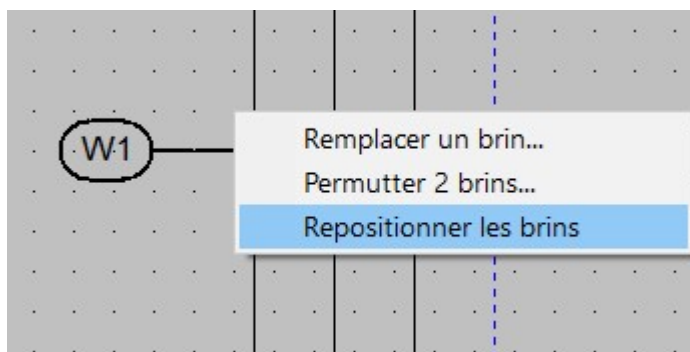 W1
Remplacer un brin...
Permutter 2 brins...
Repositionner les brins